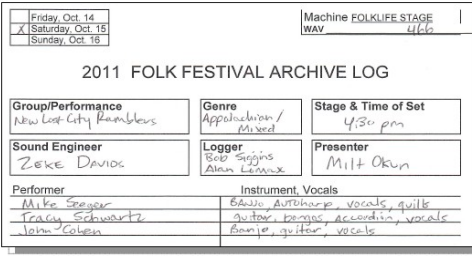 Friday, Oct. 14
X Saturday, Oct. 15
Sunday, Oct. 16
Machine FOLKLIFE STAGE
WAV 466
2011 FOLK FESTIVAL ARCHIVE LOG
Group/Performance
New Lost City Ramblers
Genre
Appalachian/
Mixed
Stage & Time of Set
4:30 pm
Sound Engineer
ZEKE DAVIDS
Logger
Bob Siggins
Alan Lomax
Presenter
Milt Okun
Performer Instrument, Vocals
Mike Seeger BANJO, AUTOharp, vocals, quills
Tracy Schwartz guitar, bongos, accordion, vocals
John Cohen Banjo, guitar, vocals